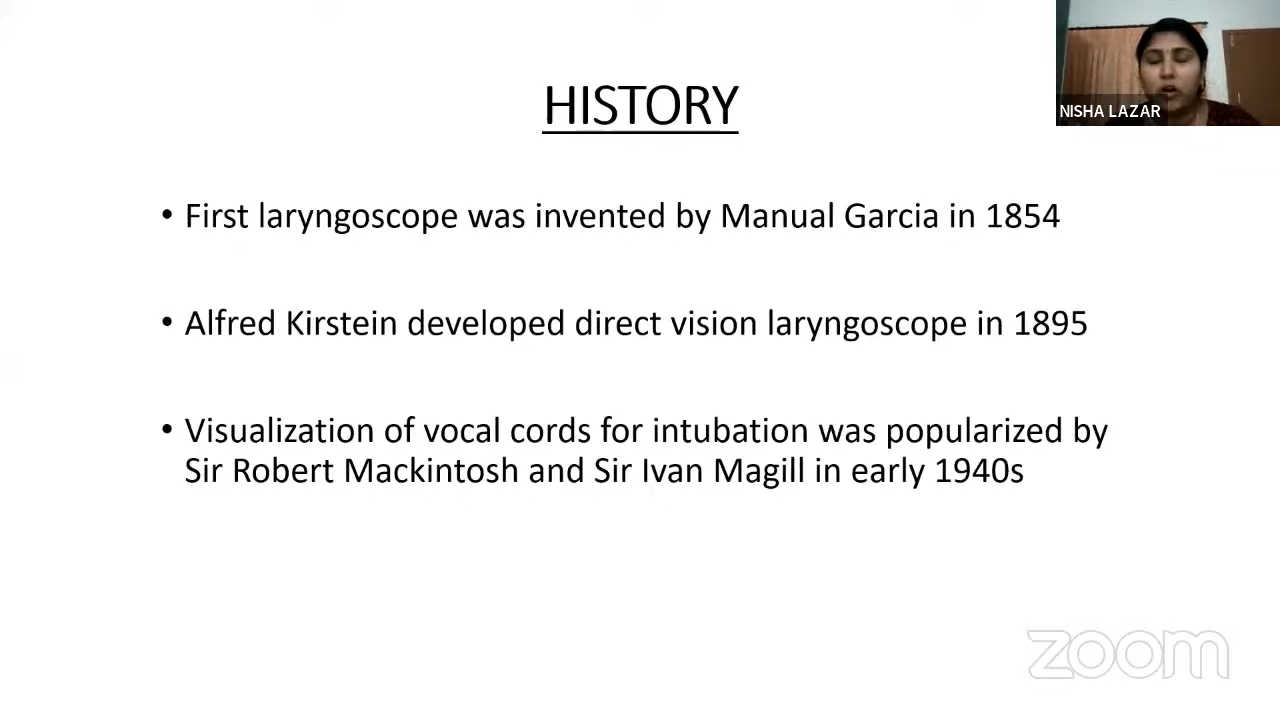 HISTORY
NISHA LAZAR
• First laryngoscope was invented by Manual Garcia in 1854
• Alfred Kirstein developed direct vision laryngoscope in 1895
• Visualization of vocal cords for intubation was popularized by
Sir Robert Mackintosh and Sir Ivan Magill in early 1940s
zoom